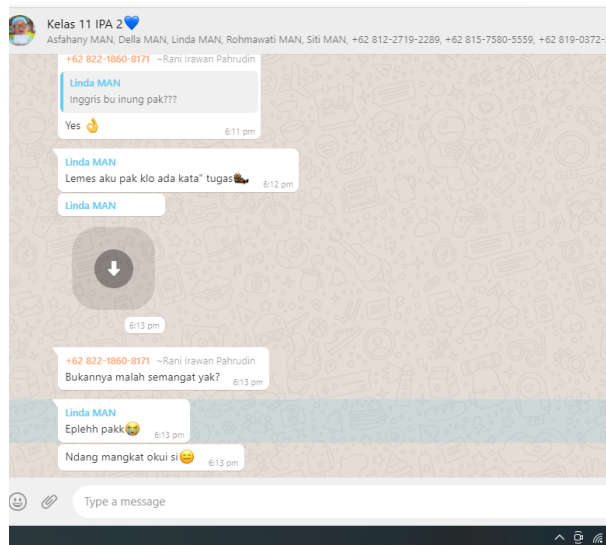 Kelas 11 IPA 2💙
Asfahany MAN, Della MAN, Linda MAN, Rohmawati MAN, Siti MAN, +62 812-2719-2289, +62 815-7580-5559, +62 819-0372-
+62 822-1860-8171 ~Rani Irawan Pahrudin
Linda MAN
Inggris bu inung pak???
Yes 👌
6:11 pm
Linda MAN
Lemes aku pak klo ada kata" tugas
6:12 pm
Linda MAN
6:13 pm
+62 822-1860-8171 ~Rani Irawan Pahrudin
Bukannya malah semangat yak?
6:13 pm
Linda MAN
Eplehh pakk😭
6:13 pm
Ndang mangkat okui si😑
6:13 pm
Type a message